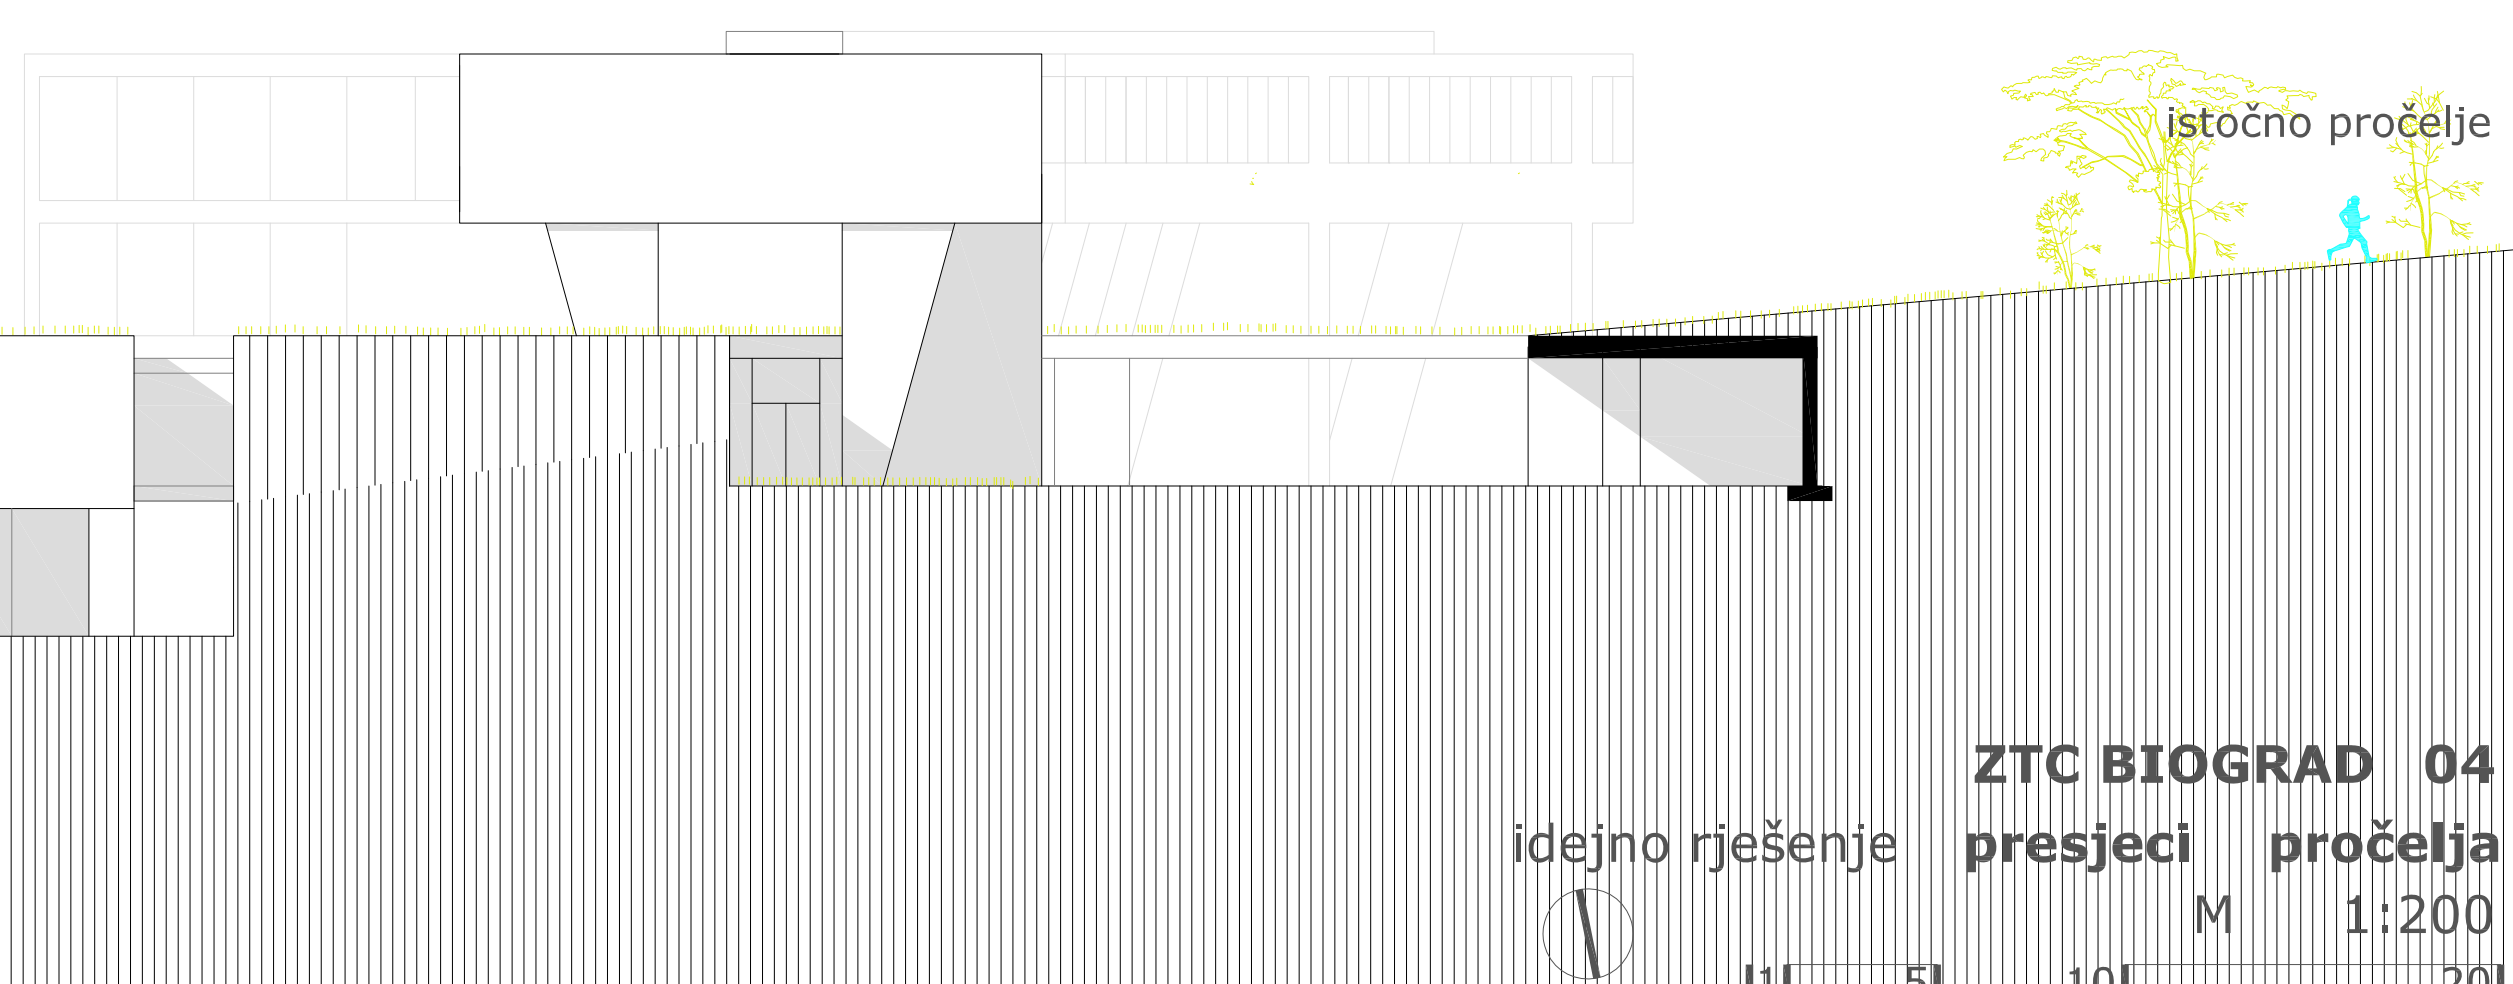 istočno pročelje
ZTC BIOGRAD 04
idejno rješenje presjeci pročelja
M 1:200
1 5 10 20